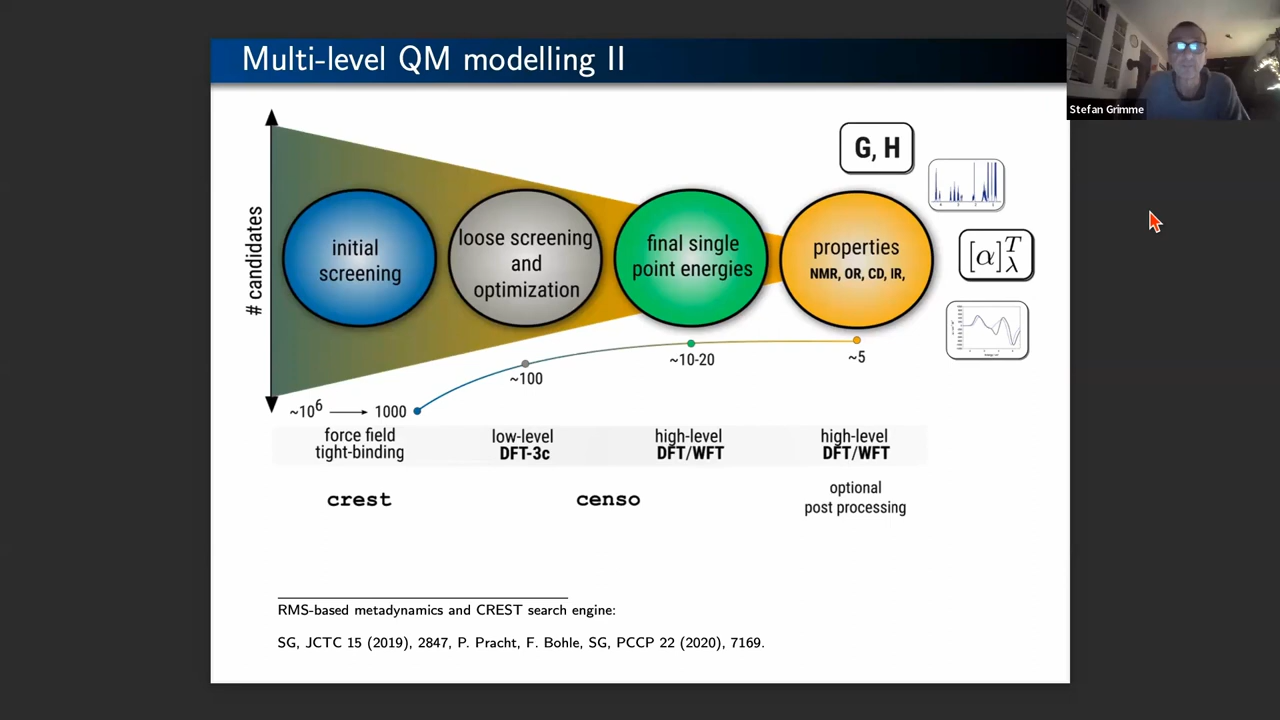 Multi-level QM modelling II
Stefan Grimme
# candidates
initial
screening
loose screening
and
optimization
final single
point energies
properties
NMR, OR, CD, IR,
G, H
[α]Tλ
~10^6 → 1000
~100
~10-20
~5
force field
tight-binding
low-level
DFT-3c
high-level
DFT/WFT
high-level
DFT/WFT
crest
censo
optional
post processing
RMS-based metadynamics and CREST search engine:
SG, JCTC 15 (2019), 2847, P. Pracht, F. Bohle, SG, PCCP 22 (2020), 7169.